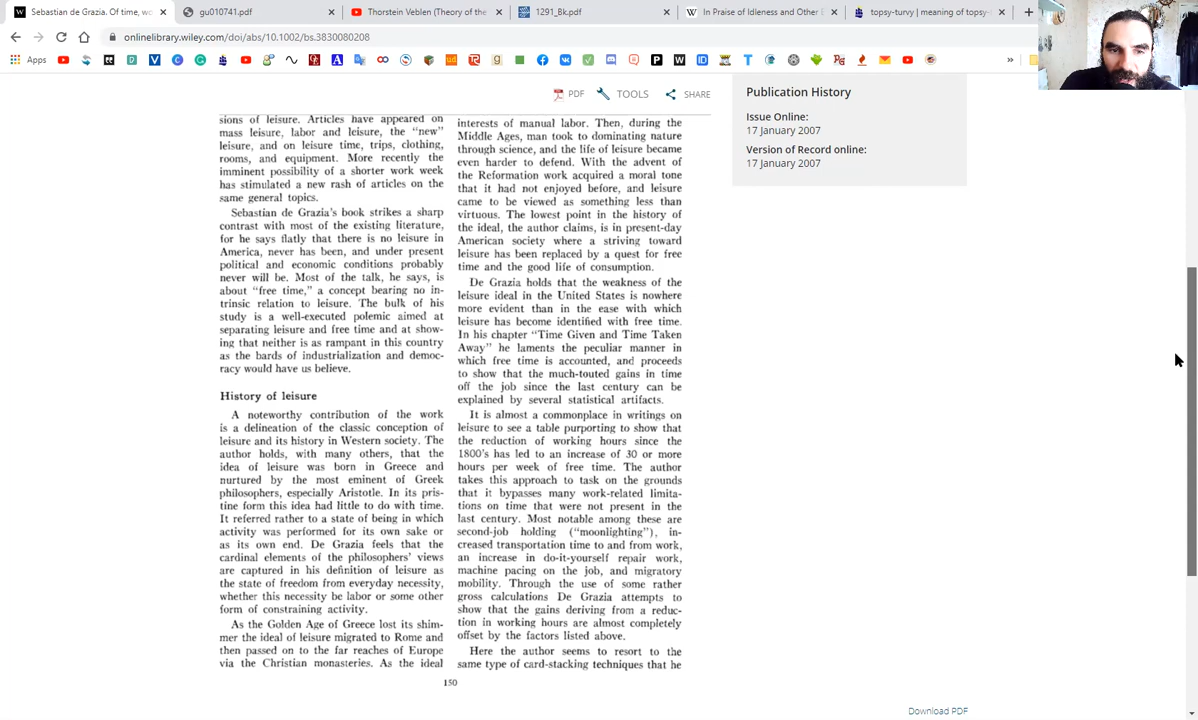 Sebastian de Grazia. Of time, wo
gu010741.pdf
Thorstein Veblen (Theory of the
1291_Bk.pdf
In Praise of Idleness and Other E
topsy-turvy | meaning of topsy-
onlinelibrary.wiley.com/doi/abs/10.1002/bs.3830080208
Apps
PDF
TOOLS
SHARE
sions of leisure. Articles have appeared on
mass leisure, labor and leisure, the "new"
leisure, and on leisure time, trips, clothing,
rooms, and equipment. More recently the
imminent possibility of a shorter work week
has stimulated a new rash of articles on the
same general topics.
Sebastian de Grazia's book strikes a sharp
contrast with most of the existing literature,
for he says flatly that there is no leisure in
America, never has been, and under present
political and economic conditions probably
never will be. Most of the talk, he says, is
about "free time," a concept bearing no in-
trinsic relation to leisure. The bulk of his
study is a well-executed polemic aimed at
separating leisure and free time and at show-
ing that neither is as rampant in this country
as the bards of industrialization and democ-
racy would have us believe.
History of leisure
A noteworthy contribution of the work
is a delineation of the classic conception of
leisure and its history in Western society. The
author holds, with many others, that the
idea of leisure was born in Greece and
nurtured by the most eminent of Greek
philosophers, especially Aristotle. In its pris-
tine form this idea had little to do with time.
It referred rather to a state of being in which
activity was performed for its own sake or
as its own end. De Grazia feels that the
cardinal elements of the philosophers' views
are captured in his definition of leisure as
the state of freedom from everyday necessity,
whether this necessity be labor or some other
form of constraining activity.
As the Golden Age of Greece lost its shim-
mer the ideal of leisure migrated to Rome and
then passed on to the far reaches of Europe
via the Christian monasteries. As the ideal
interests of manual labor. Then, during the
Middle Ages, man took to dominating nature
through science, and the life of leisure became
even harder to defend. With the advent of
the Reformation work acquired a moral tone
that it had not enjoyed before, and leisure
came to be viewed as something less than
virtuous. The lowest point in the history of
the ideal, the author claims, is in present-day
American society where a striving toward
leisure has been replaced by a quest for free
time and the good life of consumption.
De Grazia holds that the weakness of the
leisure ideal in the United States is nowhere
more evident than in the ease with which
leisure has become identified with free time.
In his chapter "Time Given and Time Taken
Away" he laments the peculiar manner in
which free time is accounted, and proceeds
to show that the much-touted gains in time
off the job since the last century can be
explained by several statistical artifacts.
It is almost a commonplace in writings on
leisure to see a table purporting to show that
the reduction of working hours since the
1800's has led to an increase of 30 or more
hours per week of free time. The author
takes this approach to task on the grounds
that it bypasses many work-related limita-
tions on time that were not present in the
last century. Most notable among these are
second-job holding ("moonlighting"), in-
creased transportation time to and from work,
an increase in do-it-yourself repair work,
machine pacing on the job, and migratory
mobility. Through the use of some rather
gross calculations De Grazia attempts to
show that the gains deriving from a reduc-
tion in working hours are almost completely
offset by the factors listed above.
Here the author seems to resort to the
same type of card-stacking techniques that he
150
Publication History
Issue Online:
17 January 2007
Version of Record online:
17 January 2007
Download PDF